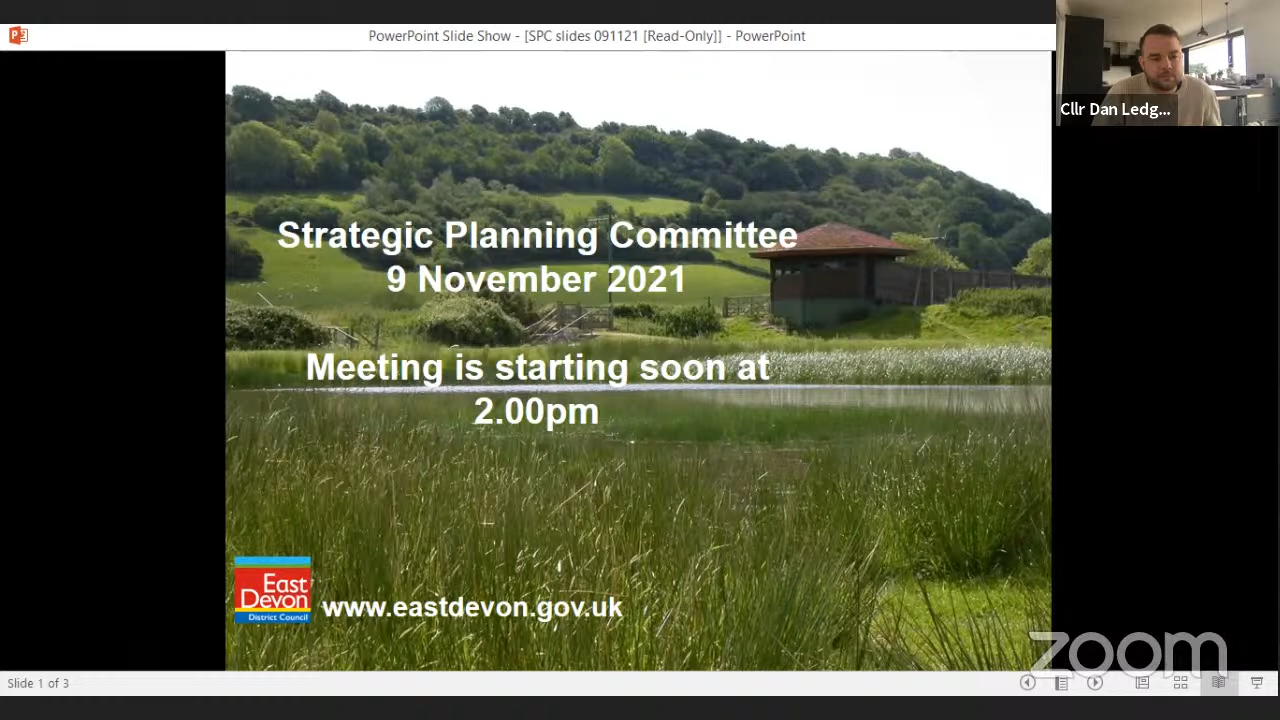 PowerPoint Slide Show - [SPC slides 091121 [Read-Only]] - PowerPoint
Cllr Dan Ledg...
Strategic Planning Committee
9 November 2021
Meeting is starting soon at
2.00pm
East
Devon
District Council
www.eastdevon.gov.uk
zoom
Slide 1 of 3